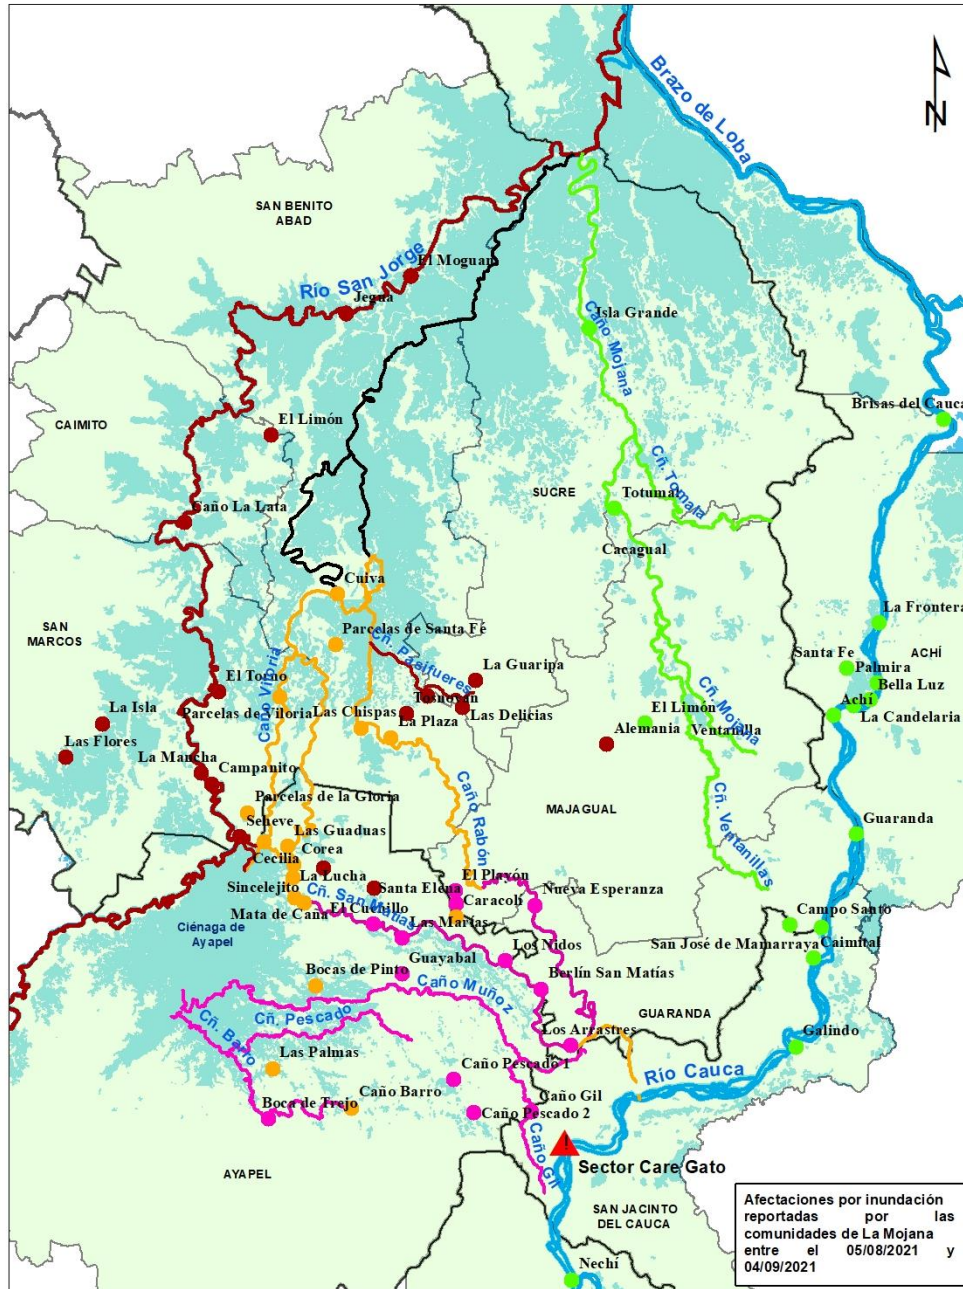 Brazo de Loba
N
SAN BENITO
ABAD
El Moguan
Río San Jorge
Jegua
Isla Grande
Caño Mojana
Brisas del Cauca
CAIMITO
El Limón
Cñ. Tomala
SUCRE
Totumal
Caño La Lata
Cacagual
Cuiva
La Frontera
SAN
MARCOS
Parcelas de Santa Fé
Cñ. Pasifueres
Santa Fe
ACHÍ
Palmira
La Guaripa
El Torno
Caño Viloria
Bella Luz
Cñ. Mojana
Achí
La Isla
Parcelas de Viloria
Las Chispas
La Plaza
Las Delicias
El Limón
La Candelaria
Las Flores
Alemania
Ventanilla
La Mancha
Campanito
Caño Rabón
Cñ. Ventanillas
Parcelas de la Gloria
MAJAGUAL
Seheve
Las Guaduas
Guaranda
Cecilia
Corea
La Lucha
El Playón
Sincelejito
Cñ. San Matías
Santa Elena
Caracoli
Nueva Esperanza
Mata de Caña
El Cuchillo
Las Marías
Campo Santo
Ciénaga de
Ayapel
San José de Mamarraya
Caimital
Guayabal
Los Nidos
Bocas de Pinto
Caño Muñoz
Berlín San Matías
Cñ. Pescado
GUARANDA
Cñ. Barro
Los Arrastres
Galindo
Las Palmas
Caño Pescado 1
Río Cauca
Caño Barro
Caño Gil
Boca de Trejo
Caño Pescado 2
Caño Gil
Sector Care Gato
AYAPEL
SAN JACINTO
DEL CAUCA
Nechí
Afectaciones por inundación
reportadas por las
comunidades de La Mojana
entre el 05/08/2021 y
04/09/2021